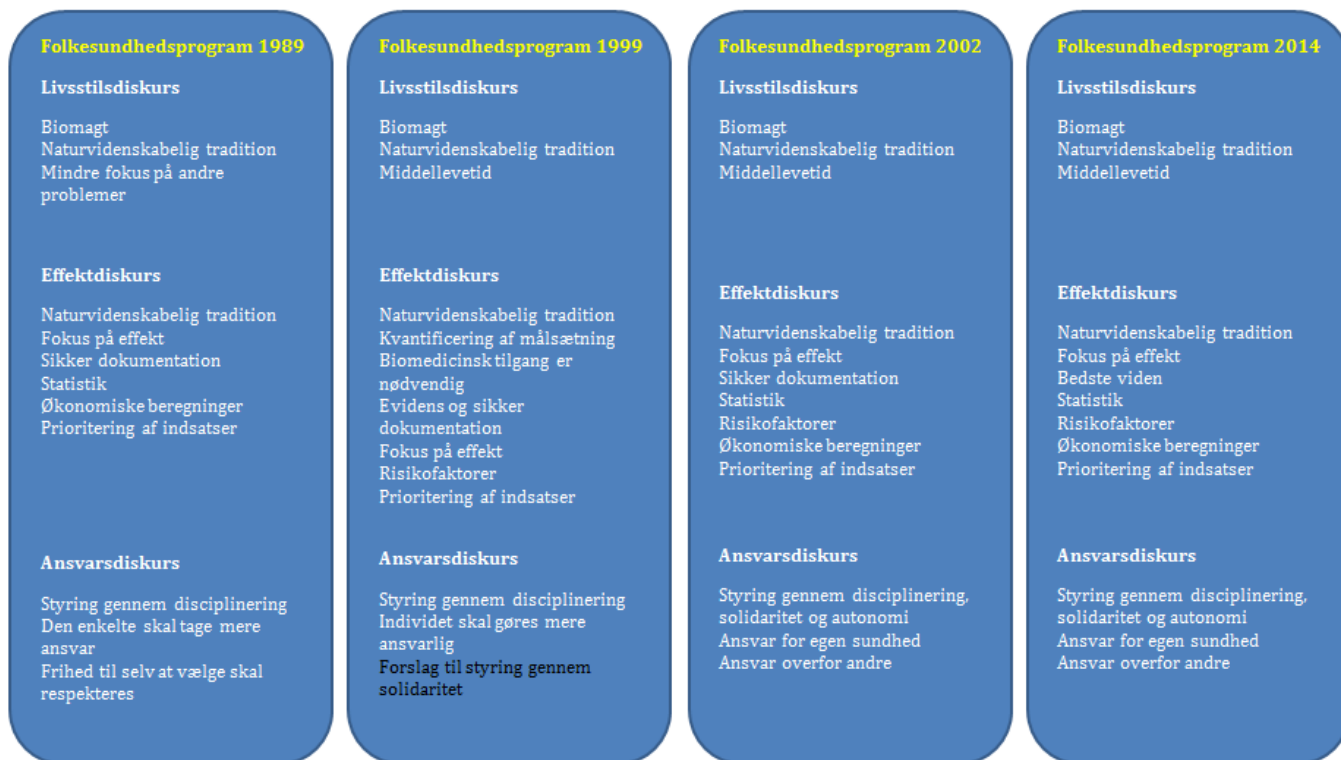 Folkesundhedsprogram 1989
Livsstilsdiskurs
Biomagt
Naturvidenskabelig tradition
Mindre fokus på andre
problemer
Effektdiskurs
Naturvidenskabelig tradition
Fokus på effekt
Sikker dokumentation
Statistik
Økonomiske beregninger
Prioritering af indsatser
Ansvarsdiskurs
Styring gennem disciplinering
Den enkelte skal tage mere
ansvar
Frihed til selv at vælge skal
respekteres
Folkesundhedsprogram 1999
Livsstilsdiskurs
Biomagt
Naturvidenskabelig tradition
Middellevetid
Effektdiskurs
Naturvidenskabelig tradition
Kvantificering af målsætning
Biomedicinsk tilgang er
nødvendig
Evidens og sikker
dokumentation
Fokus på effekt
Risikofaktorer
Prioritering af indsatser
Ansvarsdiskurs
Styring gennem disciplinering
Individet skal gøres mere
ansvarlig
Forslag til styring gennem
solidaritet
Folkesundhedsprogram 2002
Livsstilsdiskurs
Biomagt
Naturvidenskabelig tradition
Middellevetid
Effektdiskurs
Naturvidenskabelig tradition
Fokus på effekt
Sikker dokumentation
Statistik
Risikofaktorer
Økonomiske beregninger
Prioritering af indsatser
Ansvarsdiskurs
Styring gennem disciplinering,
solidaritet og autonomi
Ansvar for egen sundhed
Ansvar overfor andre
Folkesundhedsprogram 2014
Livsstilsdiskurs
Biomagt
Naturvidenskabelig tradition
Middellevetid
Effektdiskurs
Naturvidenskabelig tradition
Fokus på effekt
Bedste viden
Statistik
Risikofaktorer
Økonomiske beregninger
Prioritering af indsatser
Ansvarsdiskurs
Styring gennem disciplinering,
solidaritet og autonomi
Ansvar for egen sundhed
Ansvar overfor andre